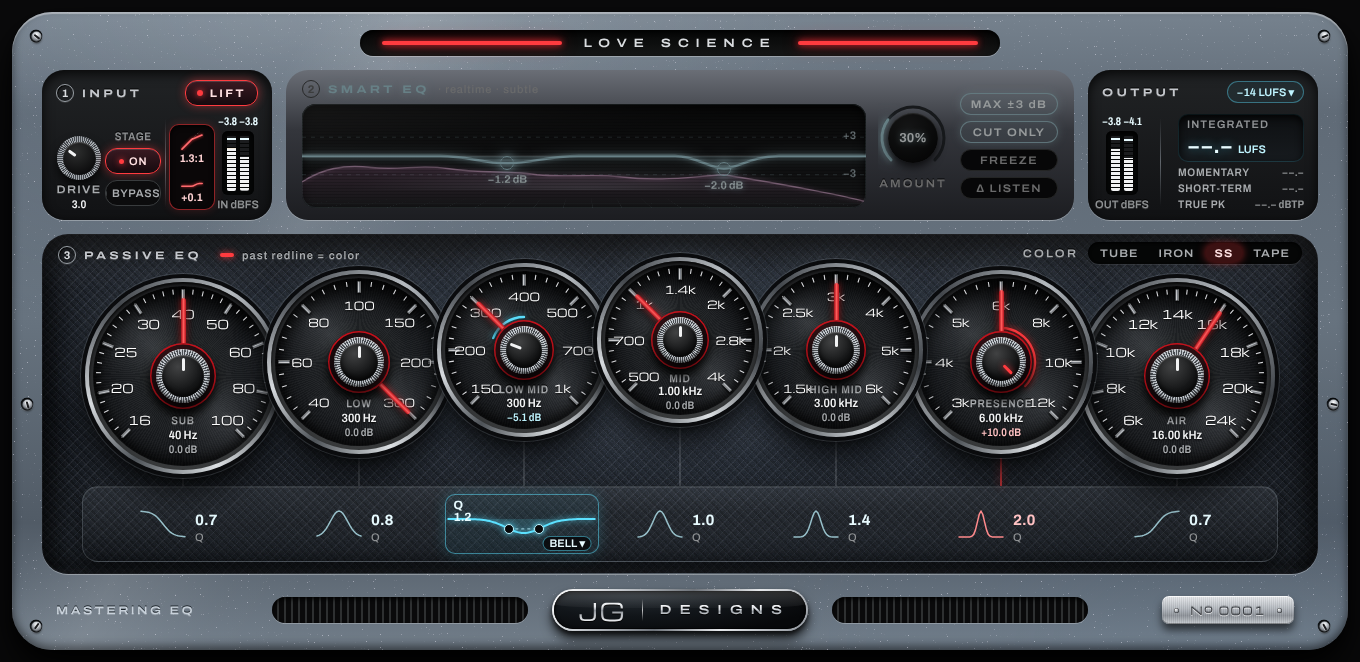 LOVE SCIENCE
1 INPUT
LIFT
STAGE
ON
BYPASS
DRIVE
3.0
1.3:1
+0.1
-3.8 -3.8
IN dBFS
2 SMART EQ · realtime · subtle
+3
-3
-1.2 dB
-2.0 dB
30%
AMOUNT
MAX ±3 dB
CUT ONLY
FREEZE
Δ LISTEN
OUTPUT
-14 LUFS ▾
-3.8 -4.1
OUT dBFS
INTEGRATED
--.- LUFS
MOMENTARY --.-
SHORT-TERM --.-
TRUE PK --.- dBTP
3 PASSIVE EQ
past redline = color
COLOR TUBE IRON SS TAPE
16 20 25 30 40 50 60 80 100
SUB
40 Hz
0.0 dB
40 60 80 100 150 200 300
LOW
300 Hz
0.0 dB
150 200 300 400 500 700 1k
LOW MID
300 Hz
-5.1 dB
500 700 1k 1.4k 2k 2.8k 4k
MID
1.00 kHz
0.0 dB
1.5k 2k 2.5k 3k 4k 5k 6k
HIGH MID
3.00 kHz
0.0 dB
3k 4k 5k 6k 8k 10k 12k
PRESENCE
6.00 kHz
+10.0 dB
6k 8k 10k 12k 14k 16k 18k 20k 24k
AIR
16.00 kHz
0.0 dB
0.7
Q
0.8
Q
Q
1.2
BELL ▾
1.0
Q
1.4
Q
2.0
Q
0.7
Q
MASTERING EQ
JG DESIGNS
Nº 0001